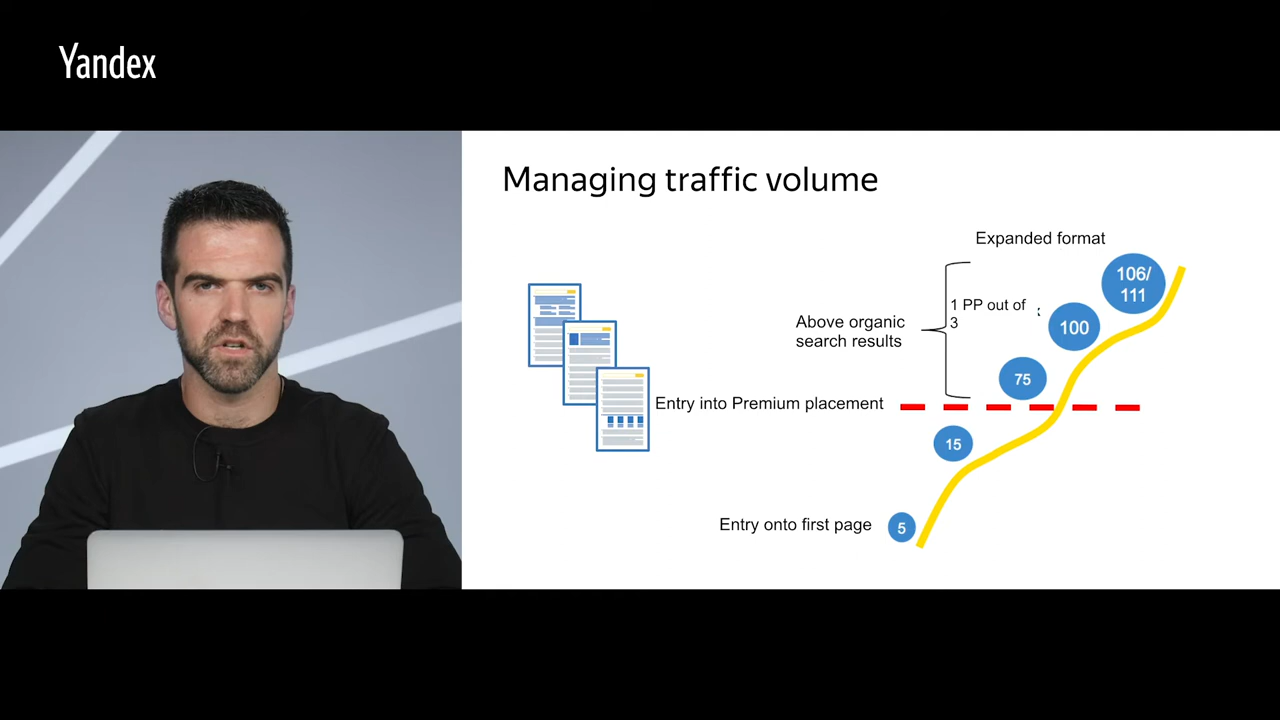 Yandex
Managing traffic volume
Expanded format
106/
111
1 PP out of
3
:
100
Above organic
search results
75
Entry into Premium placement
15
Entry onto first page
5